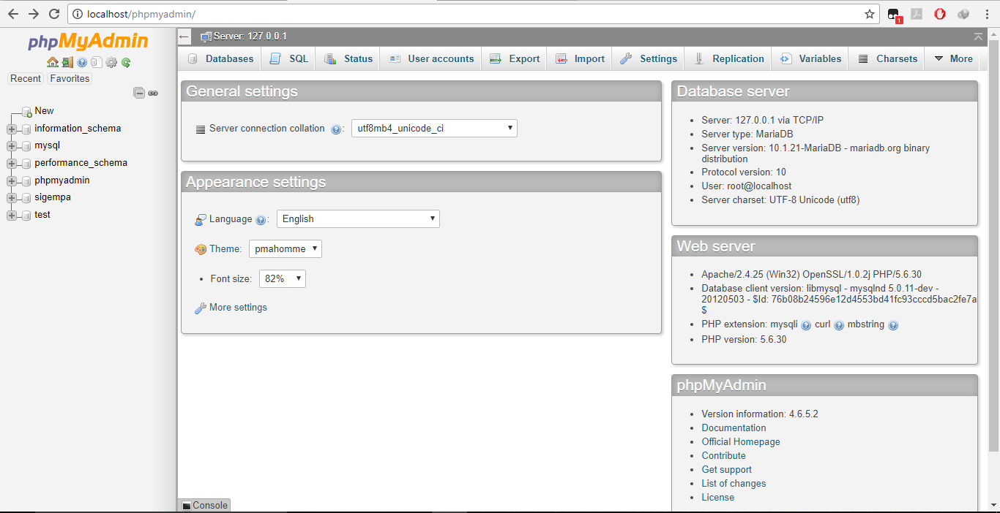 localhost/phpmyadmin/
1
phpMyAdmin
Recent Favorites
New
information_schema
mysql
performance_schema
phpmyadmin
sigempa
test
Server: 127.0.0.1
Databases SQL Status User accounts Export Import Settings Replication Variables Charsets More
General settings
Server connection collation : utf8mb4_unicode_ci
Appearance settings
Language : English
Theme: pmahomme
Font size: 82%
More settings
Database server
Server: 127.0.0.1 via TCP/IP
Server type: MariaDB
Server version: 10.1.21-MariaDB - mariadb.org binary
distribution
Protocol version: 10
User: root@localhost
Server charset: UTF-8 Unicode (utf8)
Web server
Apache/2.4.25 (Win32) OpenSSL/1.0.2j PHP/5.6.30
Database client version: libmysql - mysqlnd 5.0.11-dev -
20120503 - $Id: 76b08b24596e12d4553bd41fc93cccd5bac2fe7a
$
PHP extension: mysqli curl mbstring
PHP version: 5.6.30
phpMyAdmin
Version information: 4.6.5.2
Documentation
Official Homepage
Contribute
Get support
List of changes
License
Console